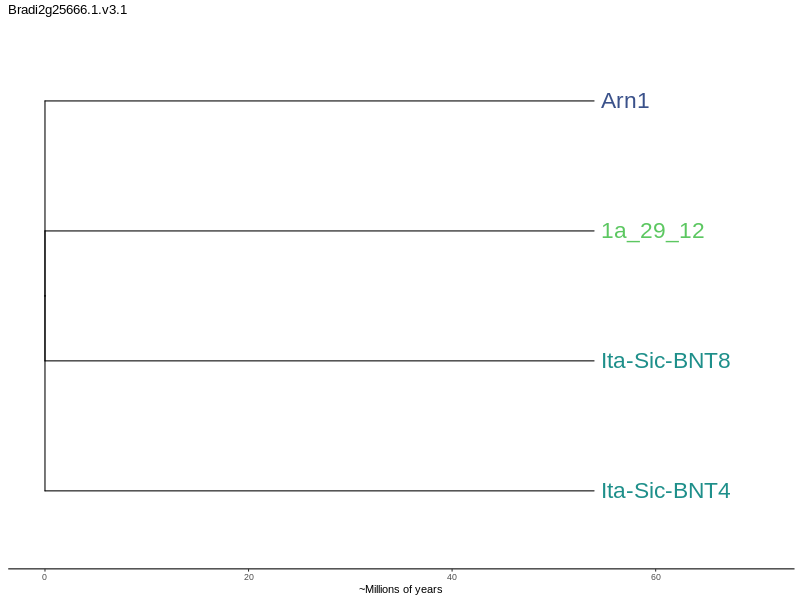 Bradi2g25666.1.v3.1
Arn1
1a_29_12
Ita-Sic-BNT8
Ita-Sic-BNT4
0 20 40 60
~Millions of years